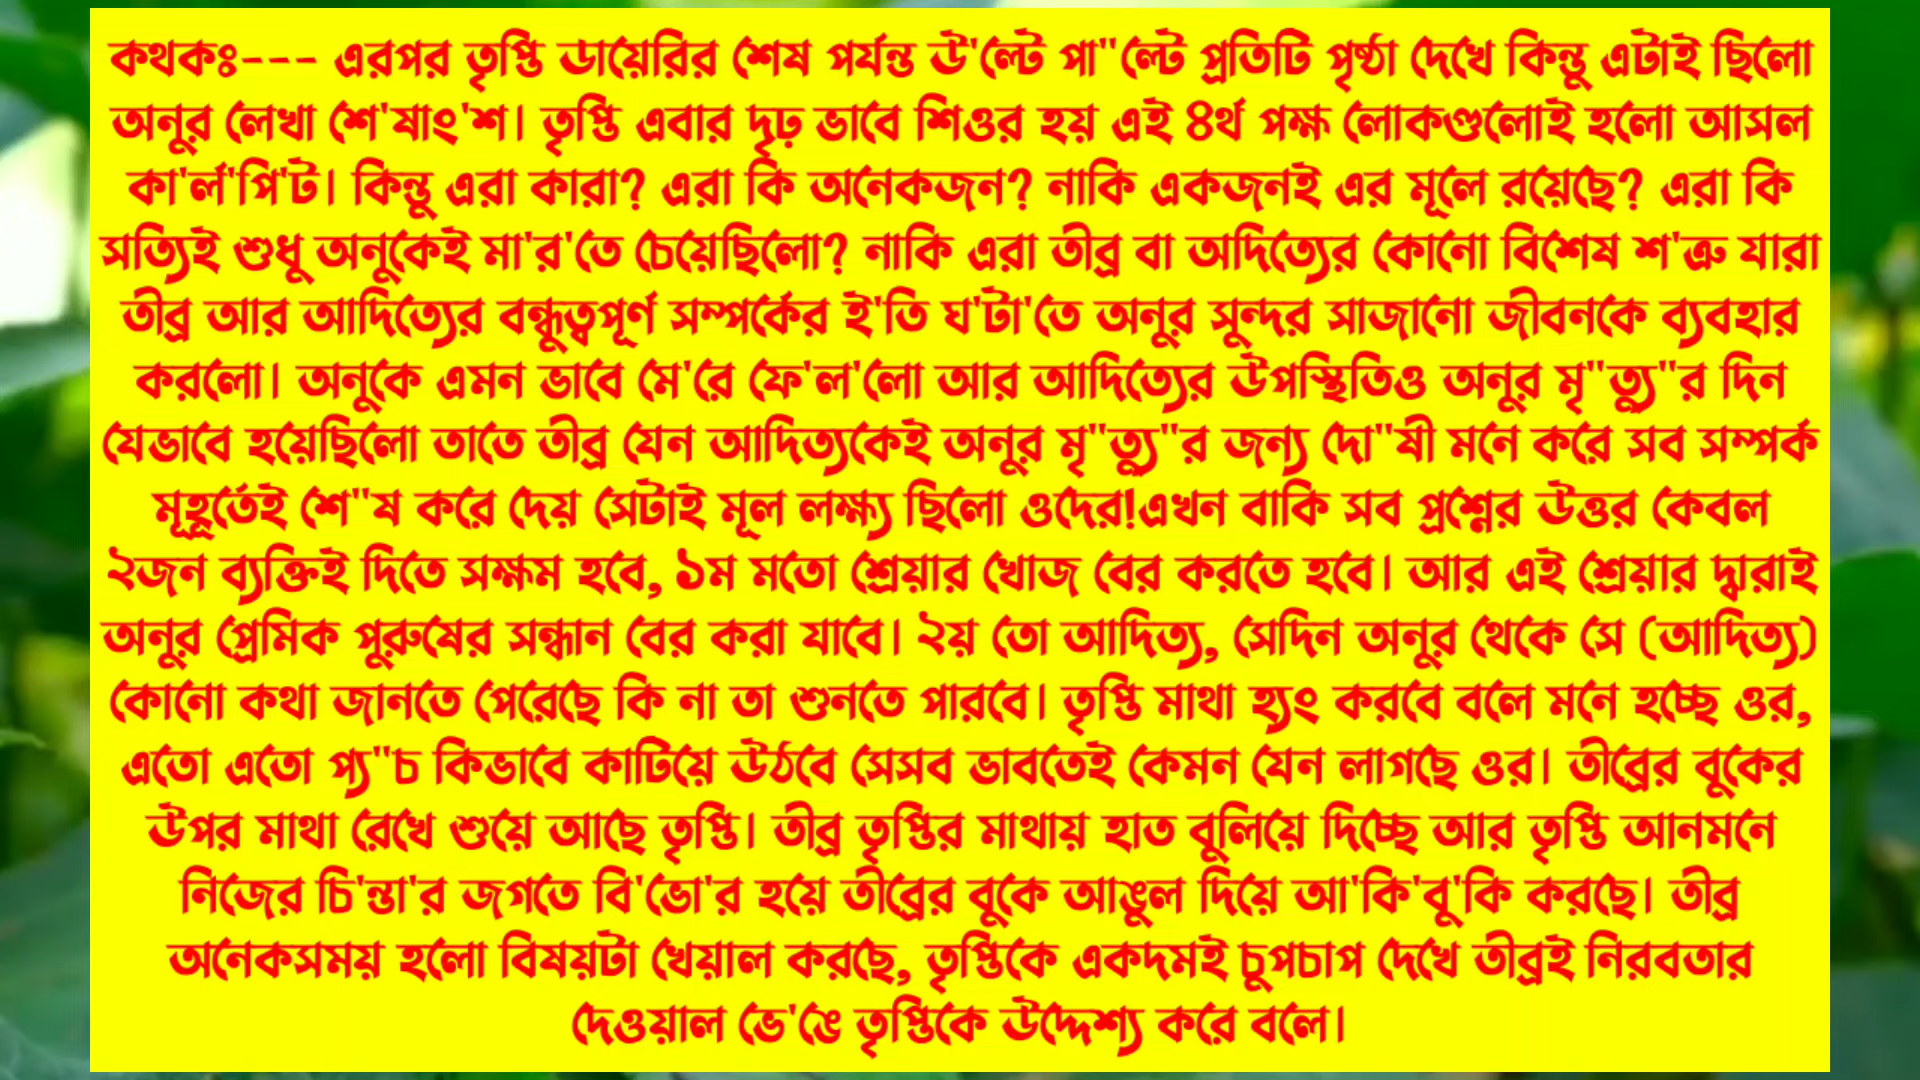 কথকঃ--- এরপর তৃপ্তি ডায়েরির শেষ পর্যন্ত উ'ল্টে পা"ল্টে প্রতিটি পৃষ্ঠা দেখে কিন্তু এটাই ছিলো
অনুর লেখা শে'ষাং'শ। তৃপ্তি এবার দৃঢ় ভাবে শিওর হয় এই ৪র্থ পক্ষ লোকগুলোই হলো আসল
কা'ল'প্রি'ট। কিন্তু এরা কারা? এরা কি অনেকজন? নাকি একজনই এর মূলে রয়েছে? এরা কি
সত্যিই শুধু অনুকেই মা'র'তে চেয়েছিলো? নাকি এরা তীব্র বা অদিত্যের কোনো বিশেষ শ'ত্রু যারা
তীব্র আর আদিত্যের বন্ধুত্বপূর্ণ সম্পর্কের ই'তি ঘ'টা'তে অনুর সুন্দর সাজানো জীবনকে ব্যবহার
করলো। অনুকে এমন ভাবে মে'রে ফে'ল'লো আর আদিত্যের উপস্থিতিও অনুর মৃ"ত্যু"র দিন
যেভাবে হয়েছিলো তাতে তীব্র যেন আদিত্যকেই অনুর মৃ"ত্যু"র জন্য দো"ষী মনে করে সব সম্পর্ক
মূহূর্তেই শে"ষ করে দেয় সেটাই মূল লক্ষ্য ছিলো ওদের!এখন বাকি সব প্রশ্নের উত্তর কেবল
২জন ব্যক্তিই দিতে সক্ষম হবে, ১ম মতো শ্রেয়ার খোজ বের করতে হবে। আর এই শ্রেয়ার দ্বারাই
অনুর প্রেমিক পুরুষের সন্ধান বের করা যাবে। ২য় তো আদিত্য, সেদিন অনুর থেকে সে (আদিত্য)
কোনো কথা জানতে পেরেছে কি না তা শুনতে পারবে। তৃপ্তি মাথা হ্যং করবে বলে মনে হচ্ছে ওর,
এতো এতো প্য"চ কিভাবে কাটিয়ে উঠবে সেসব ভাবতেই কেমন যেন লাগছে ওর। তীব্রের বুকের
উপর মাথা রেখে শুয়ে আছে তৃপ্তি। তীব্র তৃপ্তির মাথায় হাত বুলিয়ে দিচ্ছে আর তৃপ্তি আনমনে
নিজের চি'ন্তা'র জগতে বি'ভো'র হয়ে তীব্রের বুকে আঙুল দিয়ে আ'কি'বু'কি করছে। তীব্র
অনেকসময় হলো বিষয়টা খেয়াল করছে, তৃপ্তিকে একদমই চুপচাপ দেখে তীব্রই নিরবতার
দেওয়াল ভে'ঙে তৃপ্তিকে উদ্দেশ্য করে বলে।